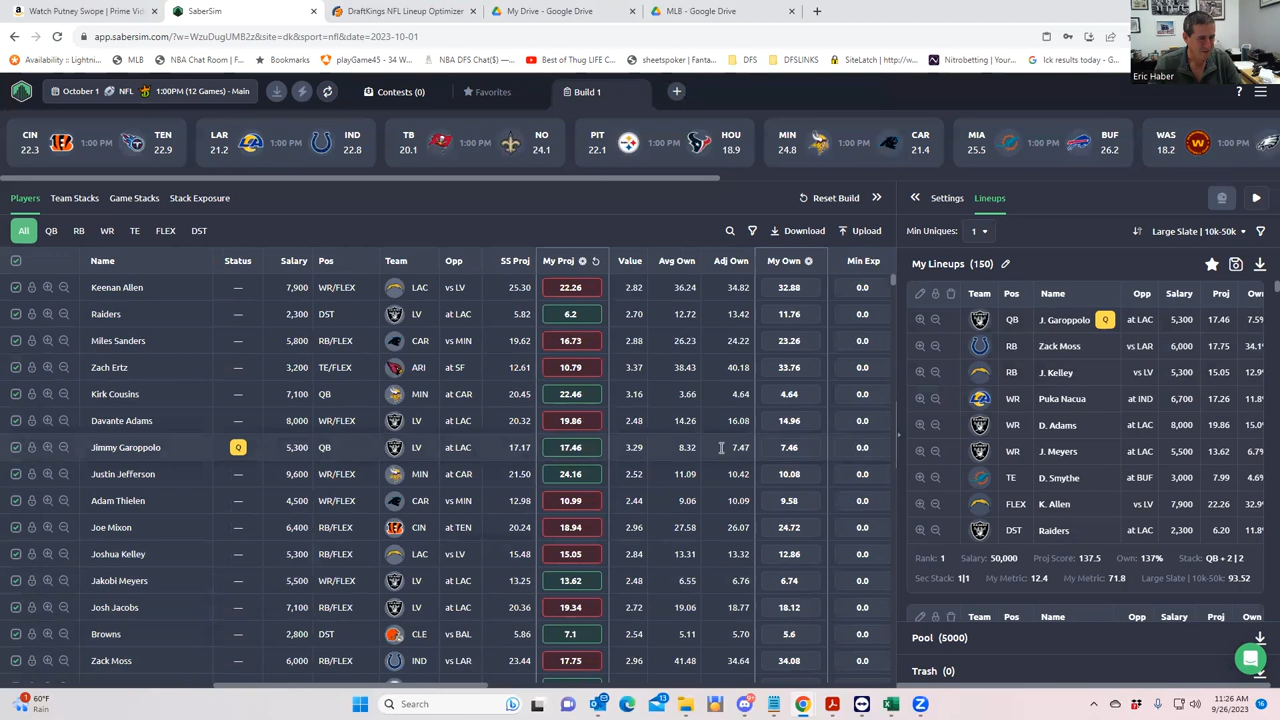 Watch Putney Swope | Prime Vid
SaberSim
DraftKings NFL Lineup Optimizer
My Drive - Google Drive
MLB - Google Drive
app.sabersim.com/?w=WzuDugUMB2z&site=dk&sport=nfl&date=2023-10-01
Availability :: Lightni...
MLB
NBA Chat Room | F...
Bookmarks
playGame45 - 34 W...
NBA DFS Chat($) —...
Best of Thug LIFE C...
sheetspoker | Fanta...
DFS
DFSLINKS
SiteLatch | http://w...
Nitrobetting | Your...
Ick results today - G...
Eric Haber
October 1 NFL 1:00PM (12 Games) - Main
Contests (0)
Favorites
Build 1
CIN 22.3 1:00 PM TEN 22.9
LAR 21.2 1:00 PM IND 22.8
TB 20.1 1:00 PM NO 24.1
PIT 22.1 1:00 PM HOU 18.9
MIN 24.8 1:00 PM CAR 21.4
MIA 25.5 1:00 PM BUF 26.2
WAS 18.2 1:00 PM
Players Team Stacks Game Stacks Stack Exposure
Reset Build
Settings Lineups
All QB RB WR TE FLEX DST
Download Upload
Min Uniques: 1
Large Slate | 10k-50k
Name Status Salary Pos Team Opp SS Proj My Proj Value Avg Own Adj Own My Own Min Exp
Keenan Allen — 7,900 WR/FLEX LAC vs LV 25.30 22.26 2.82 36.24 34.82 32.88 0.0
Raiders — 2,300 DST LV at LAC 5.82 6.2 2.70 12.72 13.42 11.76 0.0
Miles Sanders — 5,800 RB/FLEX CAR vs MIN 19.62 16.73 2.88 26.23 24.22 23.26 0.0
Zach Ertz — 3,200 TE/FLEX ARI at SF 12.61 10.79 3.37 38.43 40.18 33.76 0.0
Kirk Cousins — 7,100 QB MIN at CAR 20.45 22.46 3.16 3.66 4.64 4.64 0.0
Davante Adams — 8,000 WR/FLEX LV at LAC 20.32 19.86 2.48 14.26 16.08 14.96 0.0
Jimmy Garoppolo Q 5,300 QB LV at LAC 17.17 17.46 3.29 8.32 7.47 7.46 0.0
Justin Jefferson — 9,600 WR/FLEX MIN at CAR 21.50 24.16 2.52 11.09 10.42 10.08 0.0
Adam Thielen — 4,500 WR/FLEX CAR vs MIN 12.98 10.99 2.44 9.06 10.09 9.58 0.0
Joe Mixon — 6,400 RB/FLEX CIN at TEN 20.24 18.94 2.96 27.58 26.07 24.72 0.0
Joshua Kelley — 5,300 RB/FLEX LAC vs LV 15.48 15.05 2.84 13.31 13.32 12.86 0.0
Jakobi Meyers — 5,500 WR/FLEX LV at LAC 13.25 13.62 2.48 6.55 6.76 6.74 0.0
Josh Jacobs — 7,100 RB/FLEX LV at LAC 20.36 19.34 2.72 19.06 18.77 18.12 0.0
Browns — 2,800 DST CLE vs BAL 5.86 7.1 2.54 5.11 5.70 5.6 0.0
Zack Moss — 6,000 RB/FLEX IND vs LAR 23.44 17.75 2.96 41.48 34.64 34.08 0.0
My Lineups (150)
Team Pos Name Opp Salary Proj Own
QB J. Garoppolo Q at LAC 5,300 17.46 7.5%
RB Zack Moss vs LAR 6,000 17.75 34.1%
RB J. Kelley vs LV 5,300 15.05 12.9%
WR Puka Nacua at IND 6,700 17.26 11.8%
WR D. Adams at LAC 8,000 19.86 15.0%
WR J. Meyers at LAC 5,500 13.62 6.7%
TE D. Smythe at BUF 3,000 7.99 4.6%
FLEX K. Allen vs LV 7,900 22.26 32.9%
DST Raiders at LAC 2,300 6.20 11.8%
Rank: 1 Salary: 50,000 Proj Score: 137.5 Own: 137% Stack: QB + 2 | 2
Sec Stack: 1|1 My Metric: 12.4 My Metric: 71.8 Large Slate | 10k-50k: 93.52
Team Pos Name Opp Salary Proj
Pool (5000)
Trash (0)
60°F
Rain
Search
13
11:26 AM
9/26/2023
16